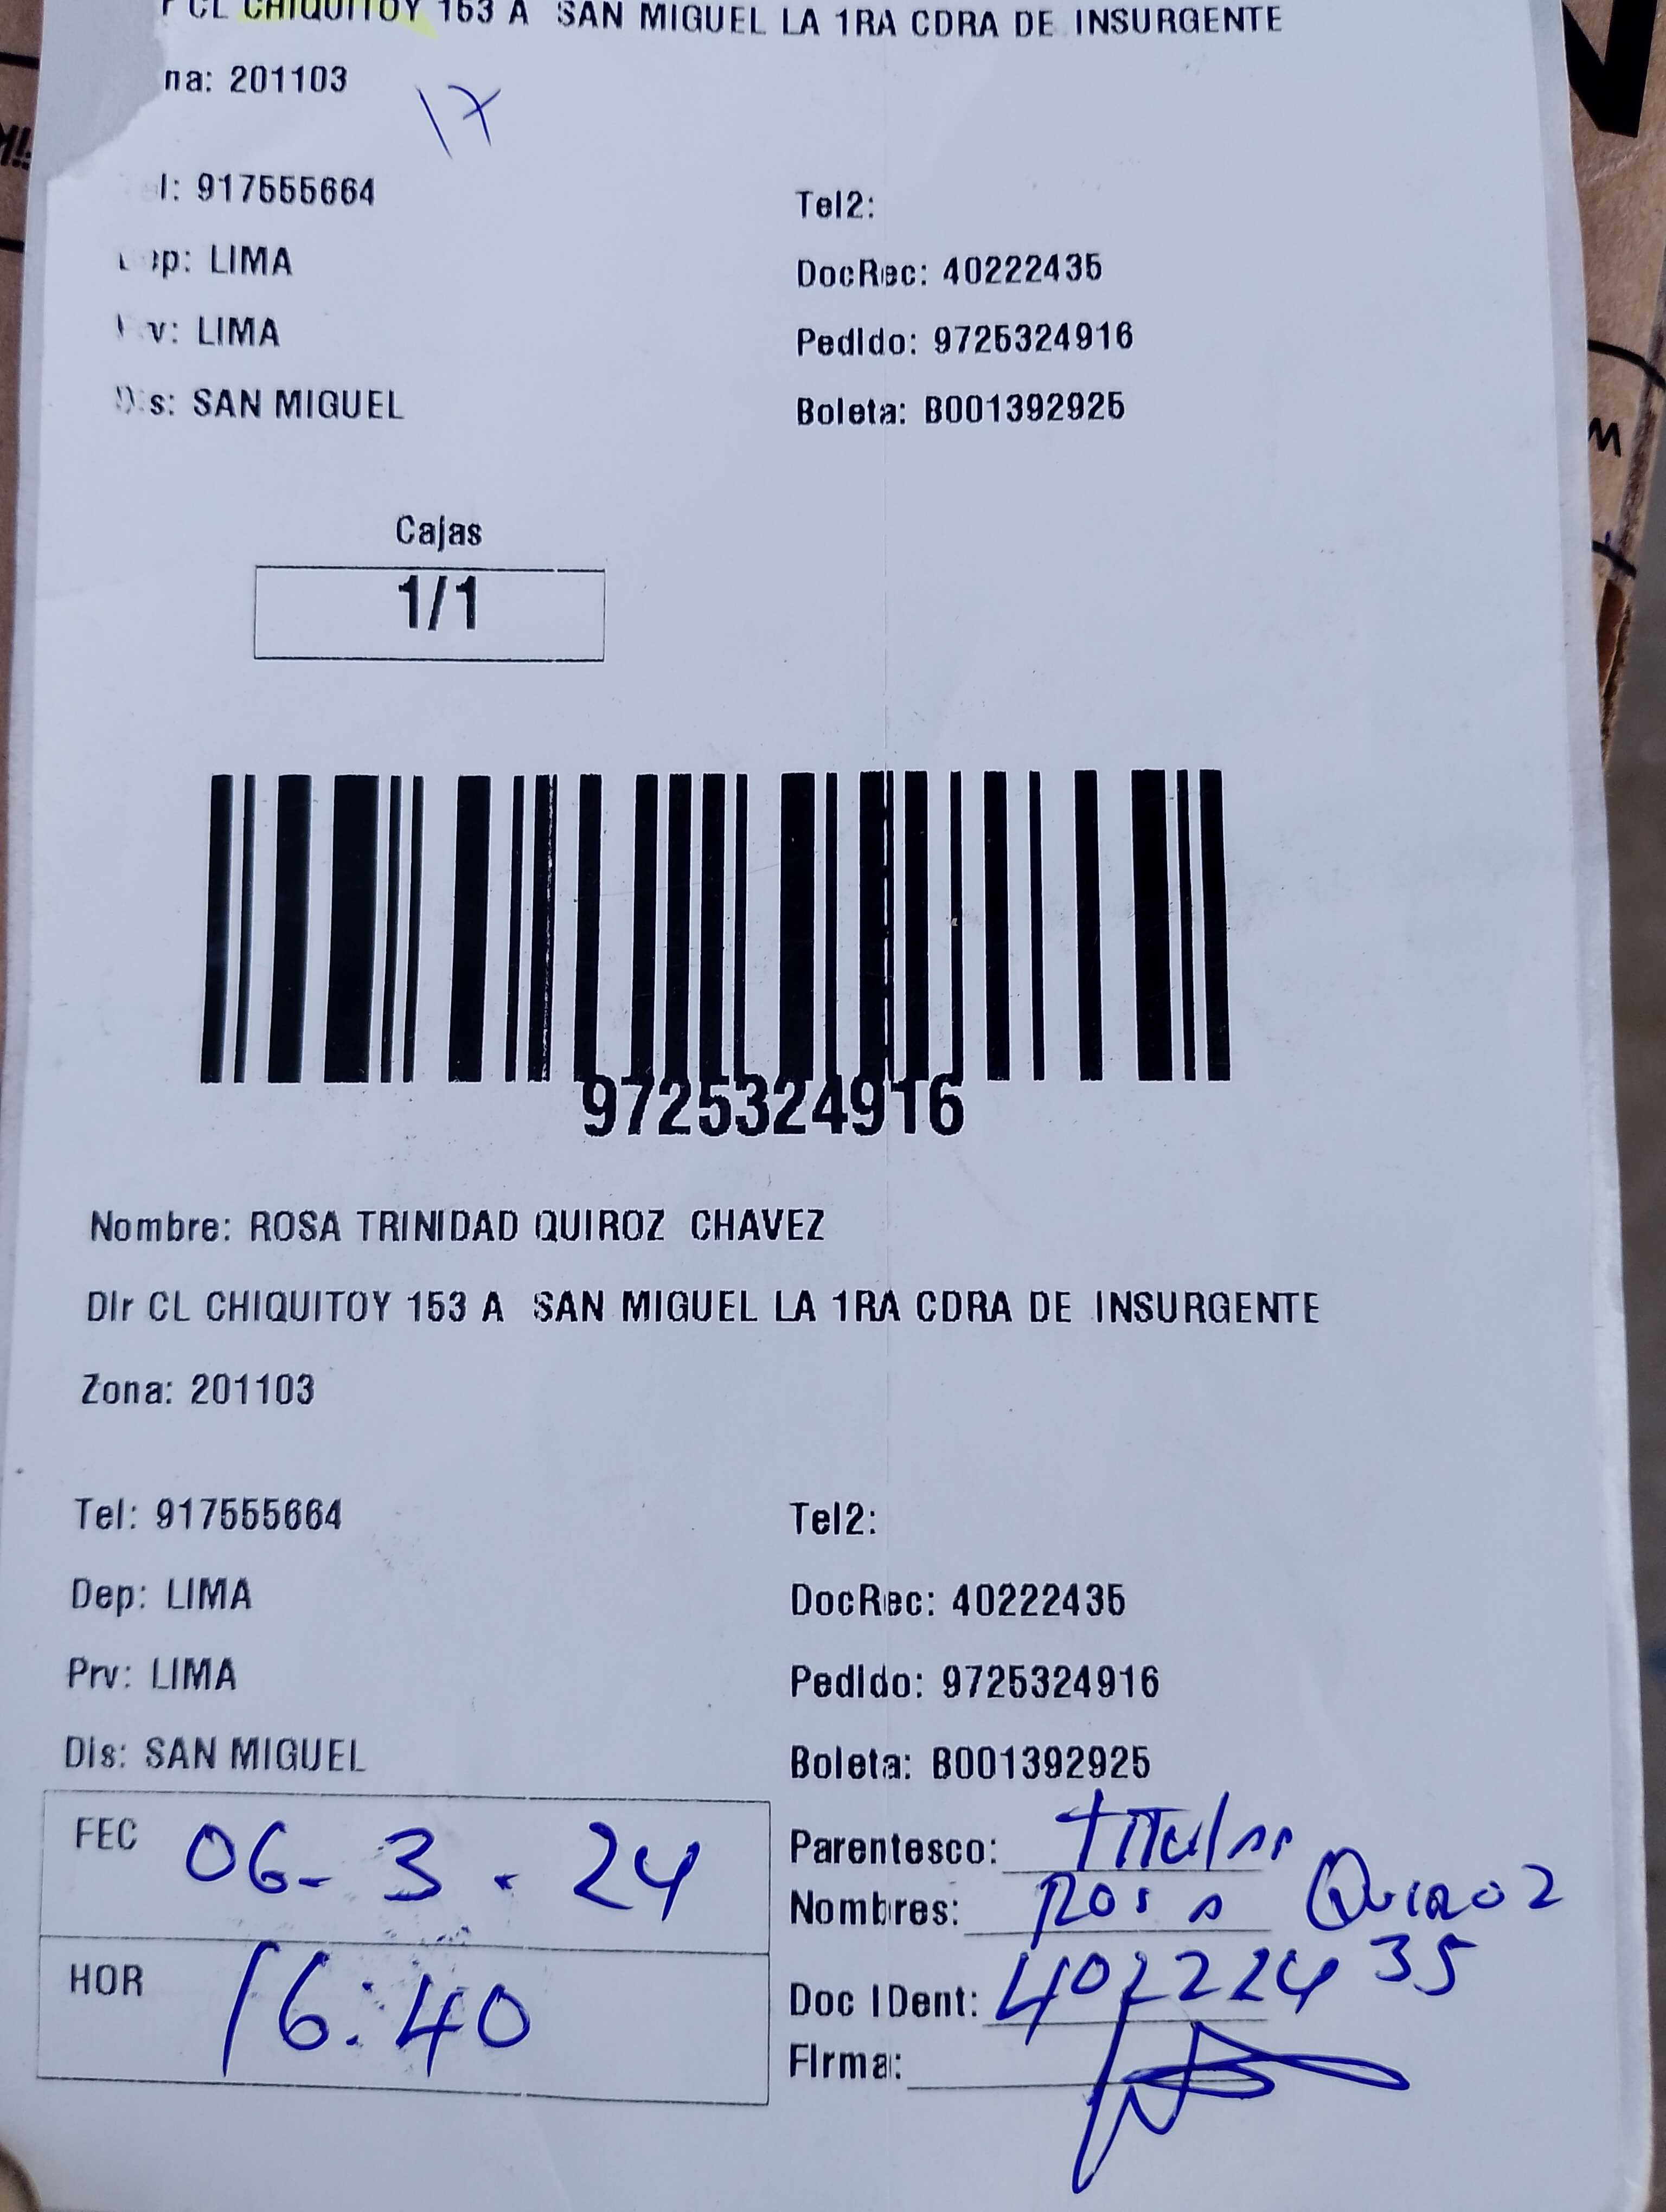 CL CHIQUITOY 153 A SAN MIGUEL LA 1RA CDRA DE INSURGENTE
na: 201103
17
l: 917555664
Tel2:
ep: LIMA
DocRec: 40222435
v: LIMA
Pedido: 9725324916
Dis: SAN MIGUEL
Boleta: B001392925
Cajas
1/1
9725324916
Nombre: ROSA TRINIDAD QUIROZ CHAVEZ
Dir CL CHIQUITOY 153 A SAN MIGUEL LA 1RA CDRA DE INSURGENTE
Zona: 201103
Tel: 917555664
Tel2:
Dep: LIMA
DocRec: 40222435
Prv: LIMA
Pedido: 9725324916
Dis: SAN MIGUEL
Boleta: B001392925
FEC 06-3-24
Parentesco: Titular
Nombres: Rosa Quiroz
HOR 16:40
Doc IDent: 40222435
Firma: